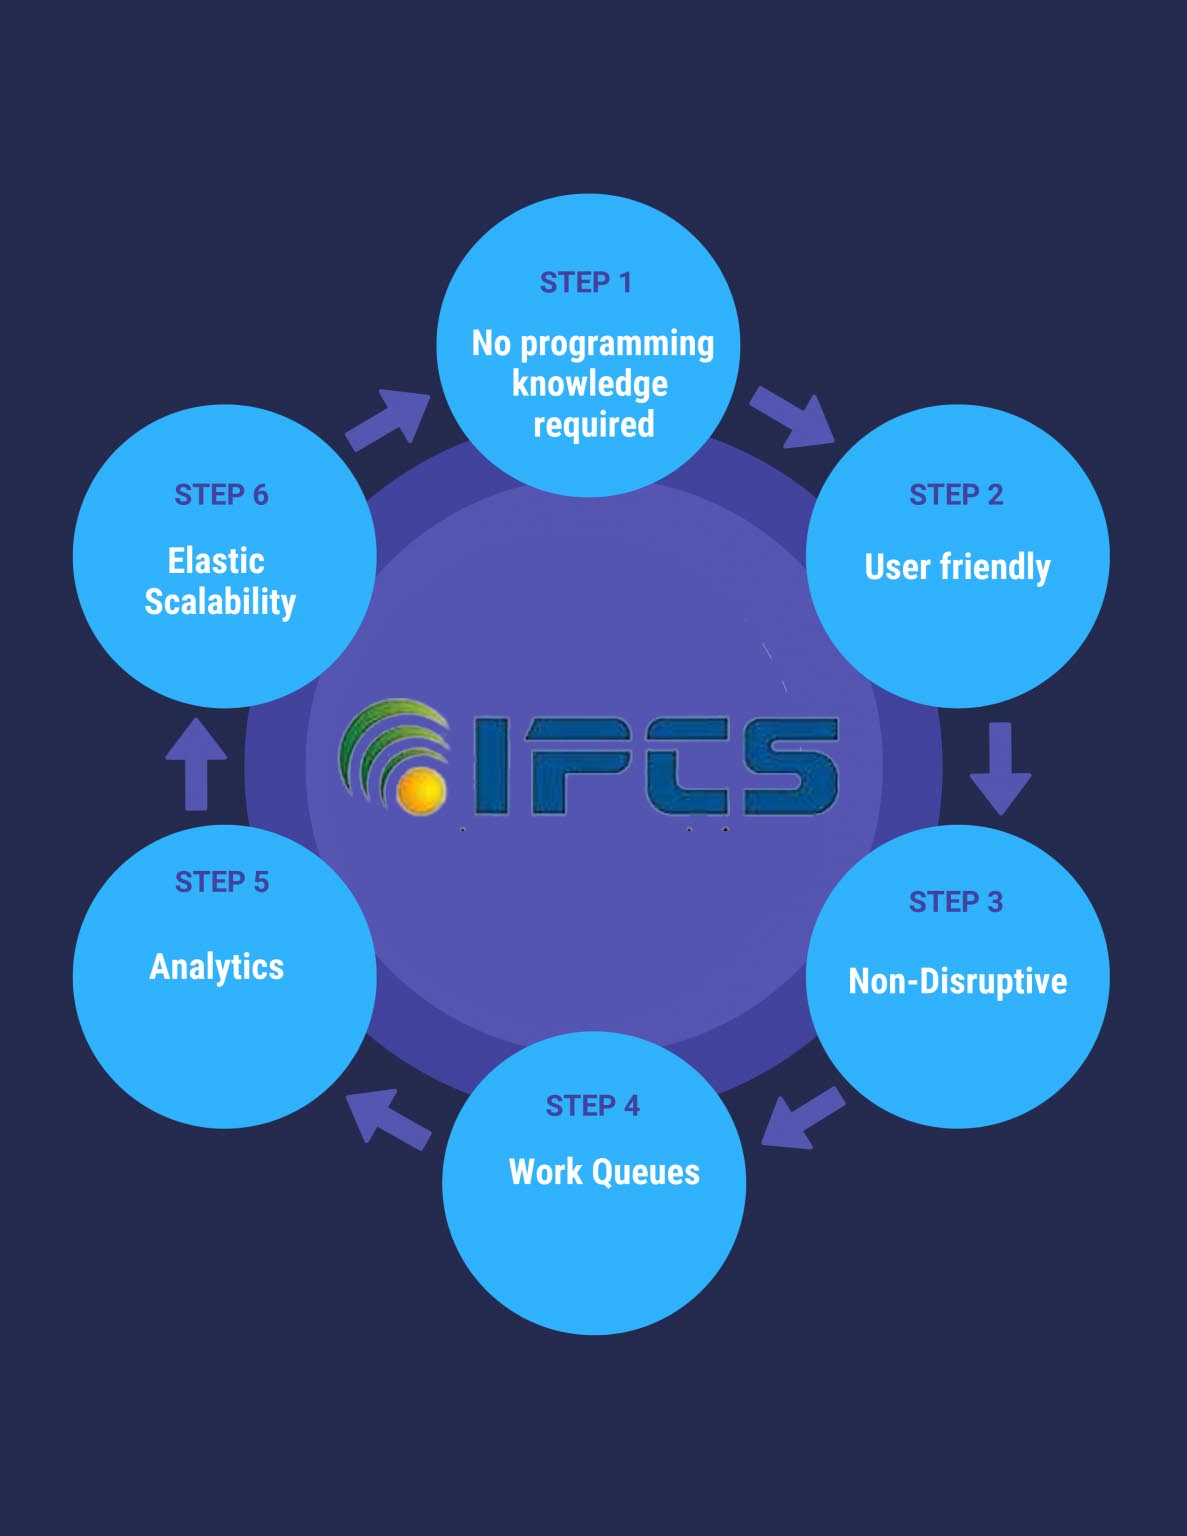 STEP 1
No programming
knowledge
required
STEP 2
User friendly
STEP 3
Non-Disruptive
STEP 4
Work Queues
STEP 5
Analytics
STEP 6
Elastic
Scalability
IPCS